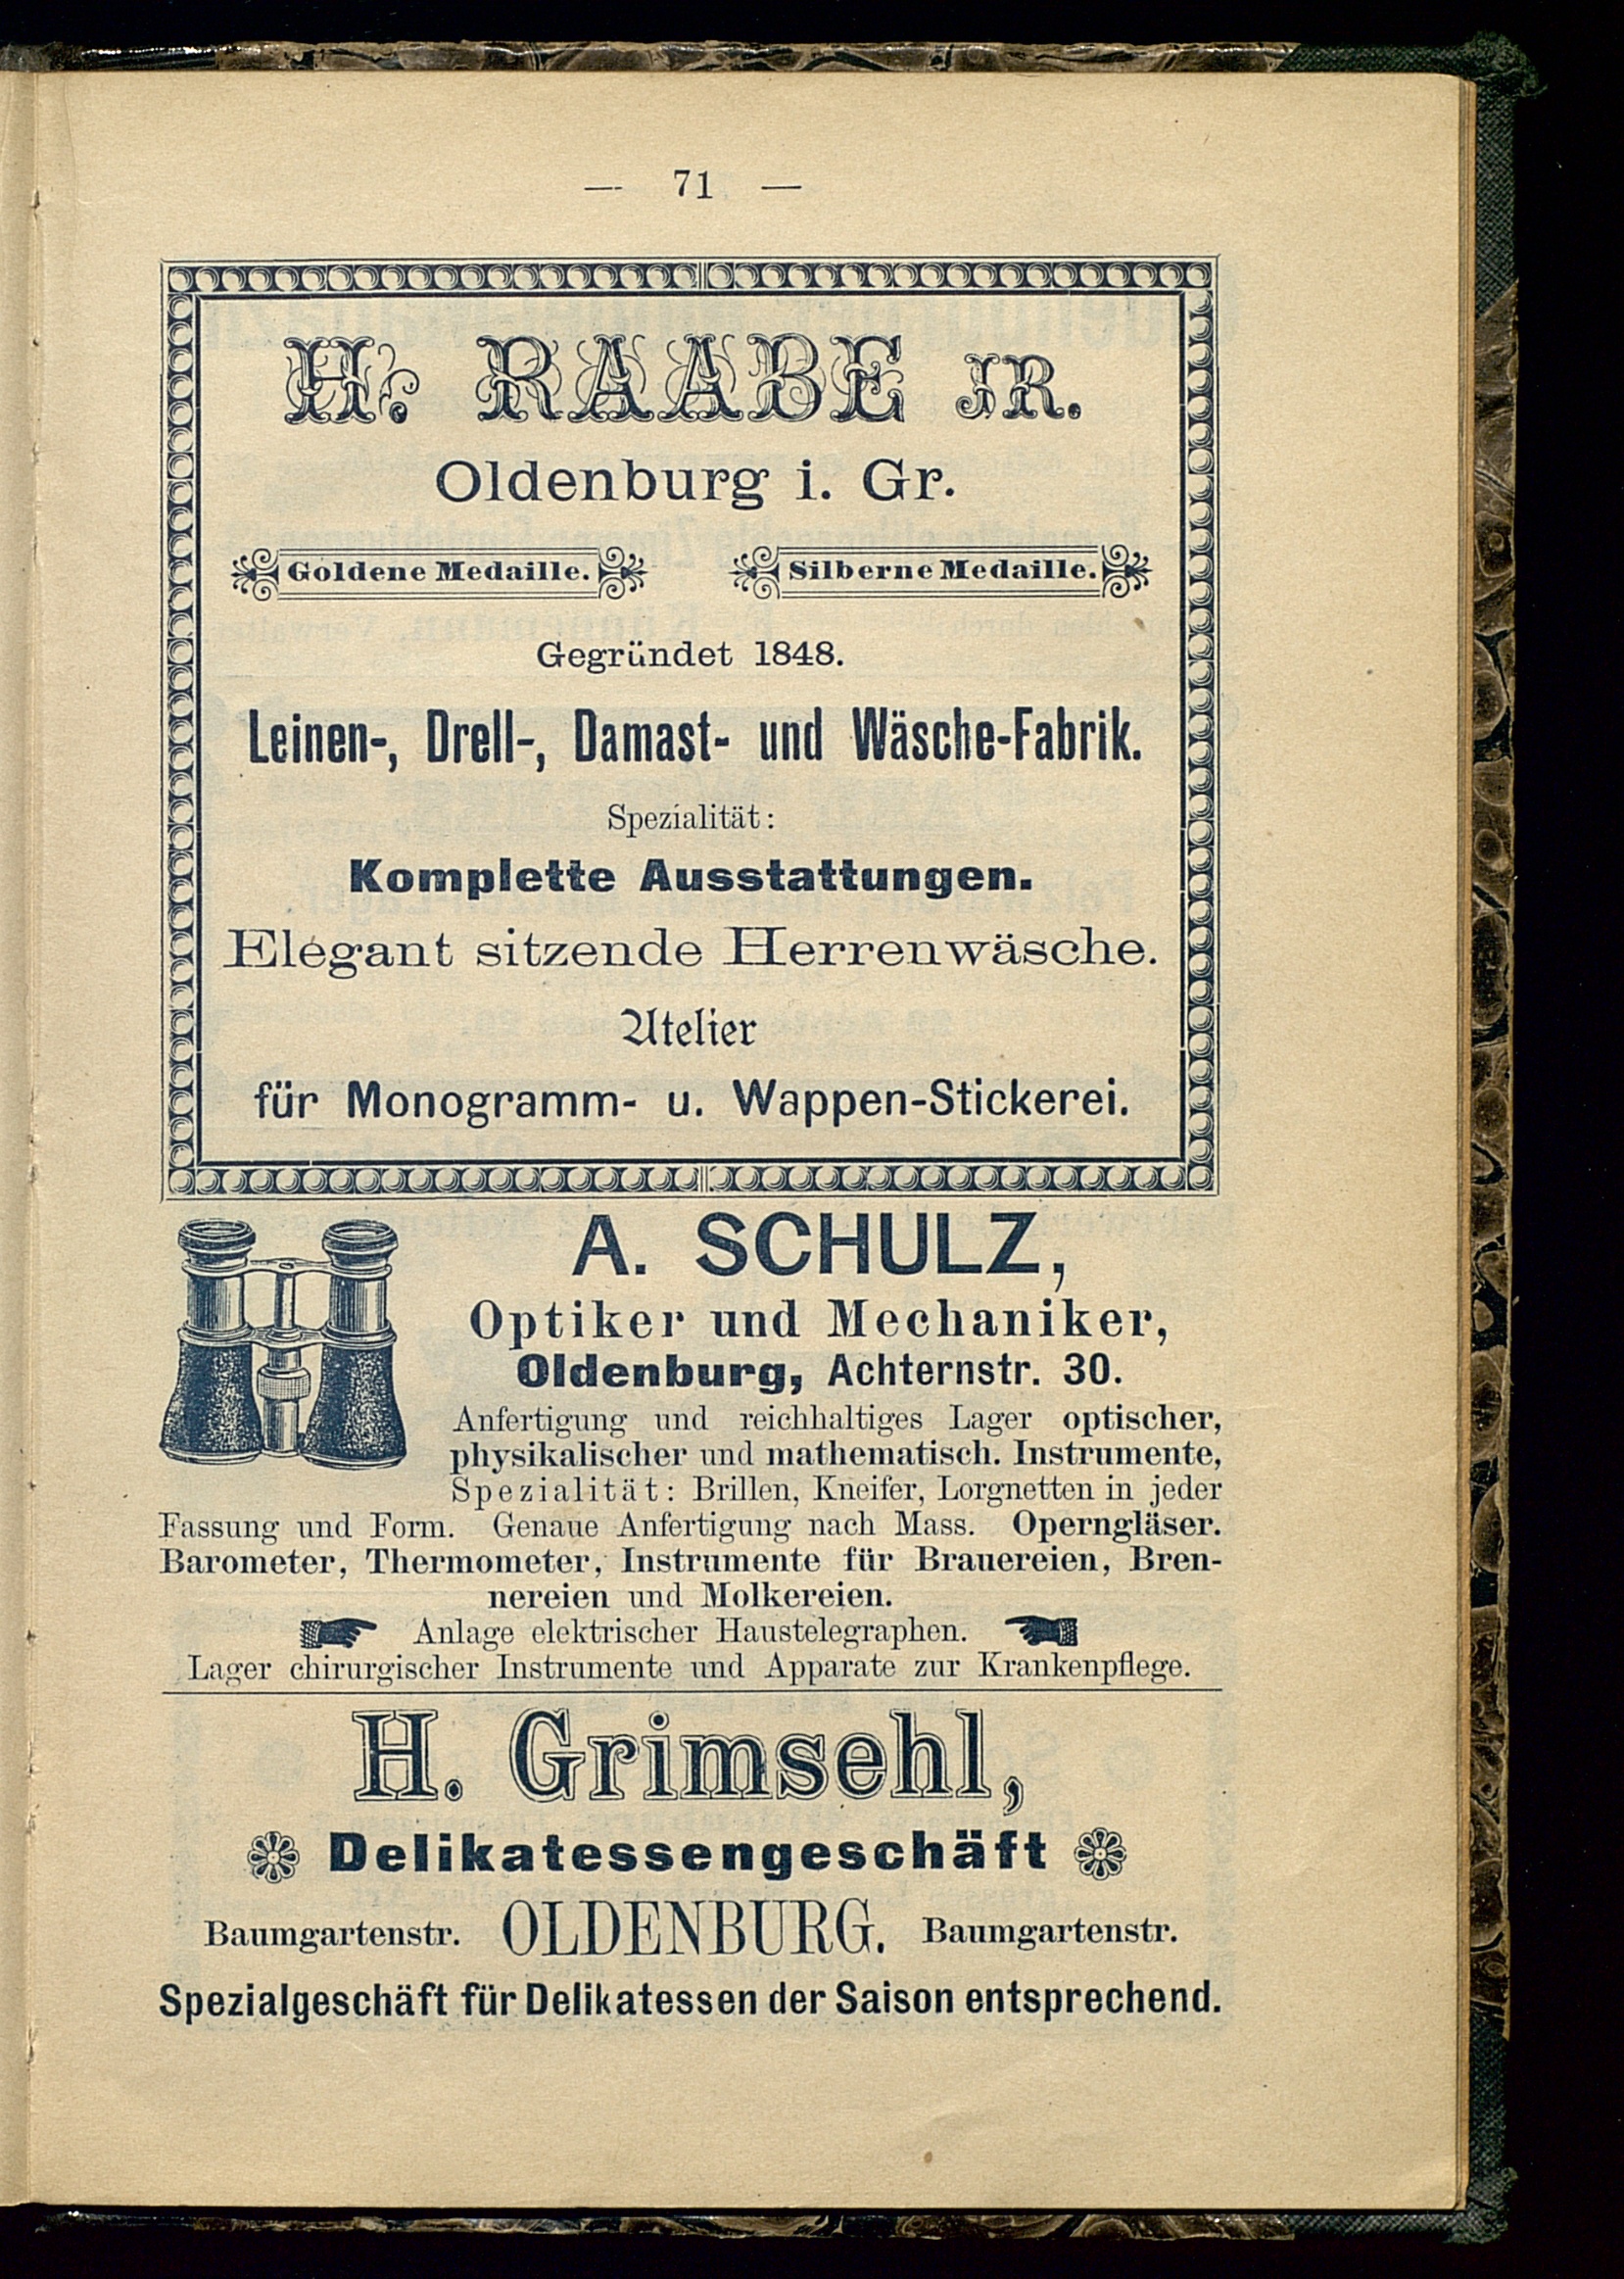 — 71 —
H. RAABE JR.
Oldenburg i. Gr.
Goldene Medaille. Silberne Medaille.
Gegründet 1848.
Leinen-, Drell-, Damast- und Wäsche-Fabrik.
Spezialität:
Komplette Ausstattungen.
Elegant sitzende Herrenwäsche.
Atelier
für Monogramm- u. Wappen-Stickerei.
A. SCHULZ,
Optiker und Mechaniker,
Oldenburg, Achternstr. 30.
Anfertigung und reichhaltiges Lager optischer,
physikalischer und mathematisch. Instrumente,
Spezialität: Brillen, Kneifer, Lorgnetten in jeder
Fassung und Form. Genaue Anfertigung nach Mass. Operngläser.
Barometer, Thermometer, Instrumente für Brauereien, Bren-
nereien und Molkereien.
Anlage elektrischer Haustelegraphen.
Lager chirurgischer Instrumente und Apparate zur Krankenpflege.
H. Grimsehl,
Delikatessengeschäft
Baumgartenstr. OLDENBURG. Baumgartenstr.
Spezialgeschäft für Delikatessen der Saison entsprechend.